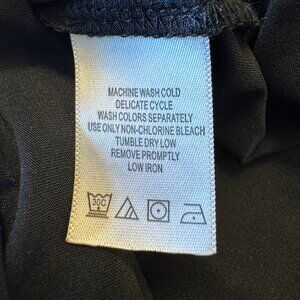 MACHINE WASH COLD
DELICATE CYCLE
WASH COLORS SEPARATELY
USE ONLY NON-CHLORINE BLEACH
TUMBLE DRY LOW
REMOVE PROMPTLY
LOW IRON
30C